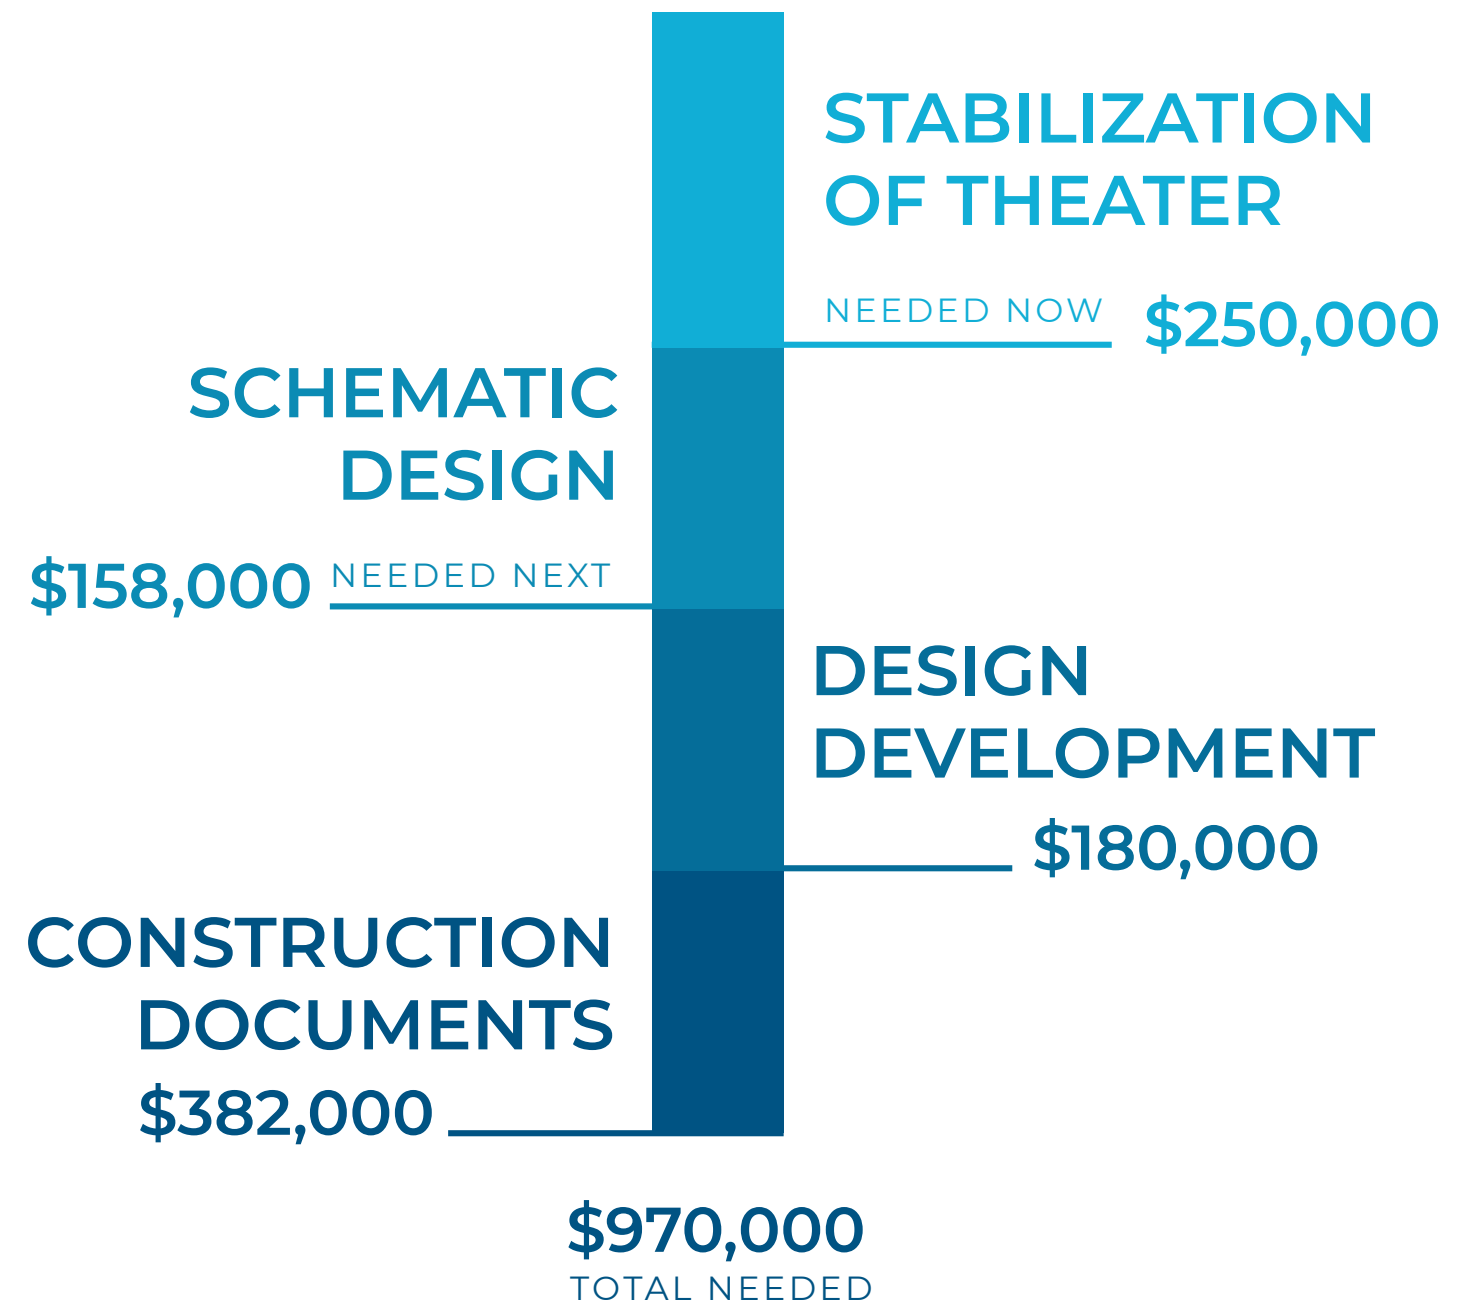 STABILIZATION
OF THEATER
NEEDED NOW $250,000
SCHEMATIC
DESIGN
$158,000 NEEDED NEXT
DESIGN
DEVELOPMENT
$180,000
CONSTRUCTION
DOCUMENTS
$382,000
$970,000
TOTAL NEEDED